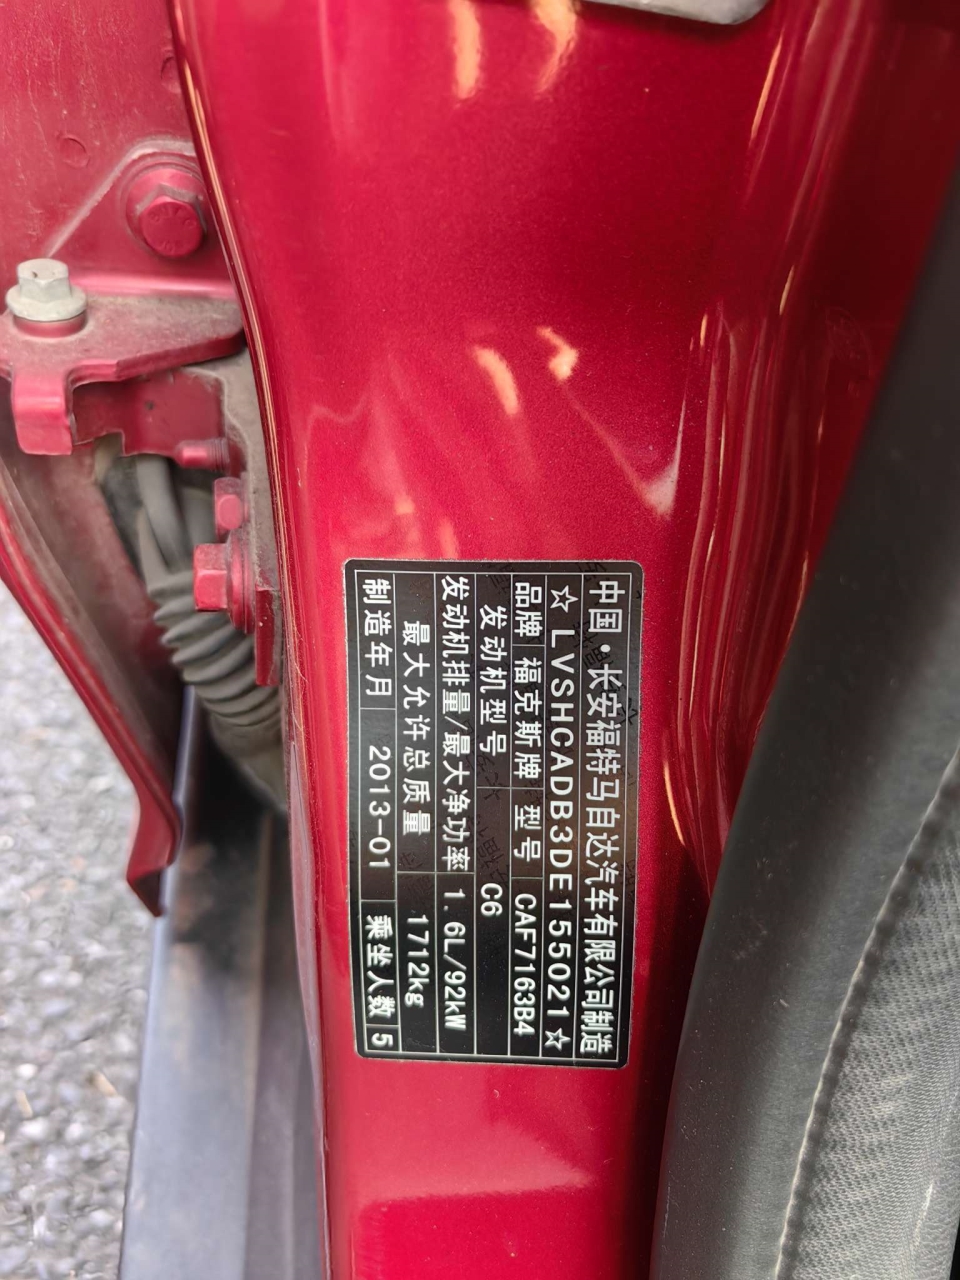 中国·长安福特马自达汽车有限公司制造
☆LVSHCADB3DE155021☆
品牌 福克斯牌 型号 CAF7163B4
发动机型号 C6
发动机排量/最大净功率 1.6L/92kW
最大允许总质量 1712kg
制造年月 2013-01 乘坐人数 5